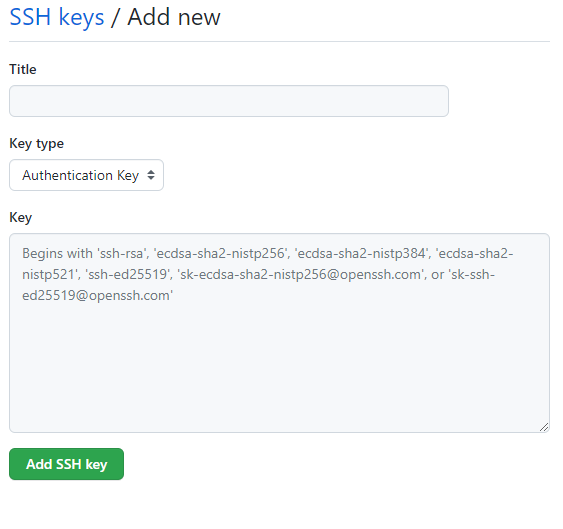 SSH keys / Add new
Title
Key type
Authentication Key
Key
Begins with 'ssh-rsa', 'ecdsa-sha2-nistp256', 'ecdsa-sha2-nistp384', 'ecdsa-sha2-
nistp521', 'ssh-ed25519', 'sk-ecdsa-sha2-nistp256@openssh.com', or 'sk-ssh-
ed25519@openssh.com'
Add SSH key